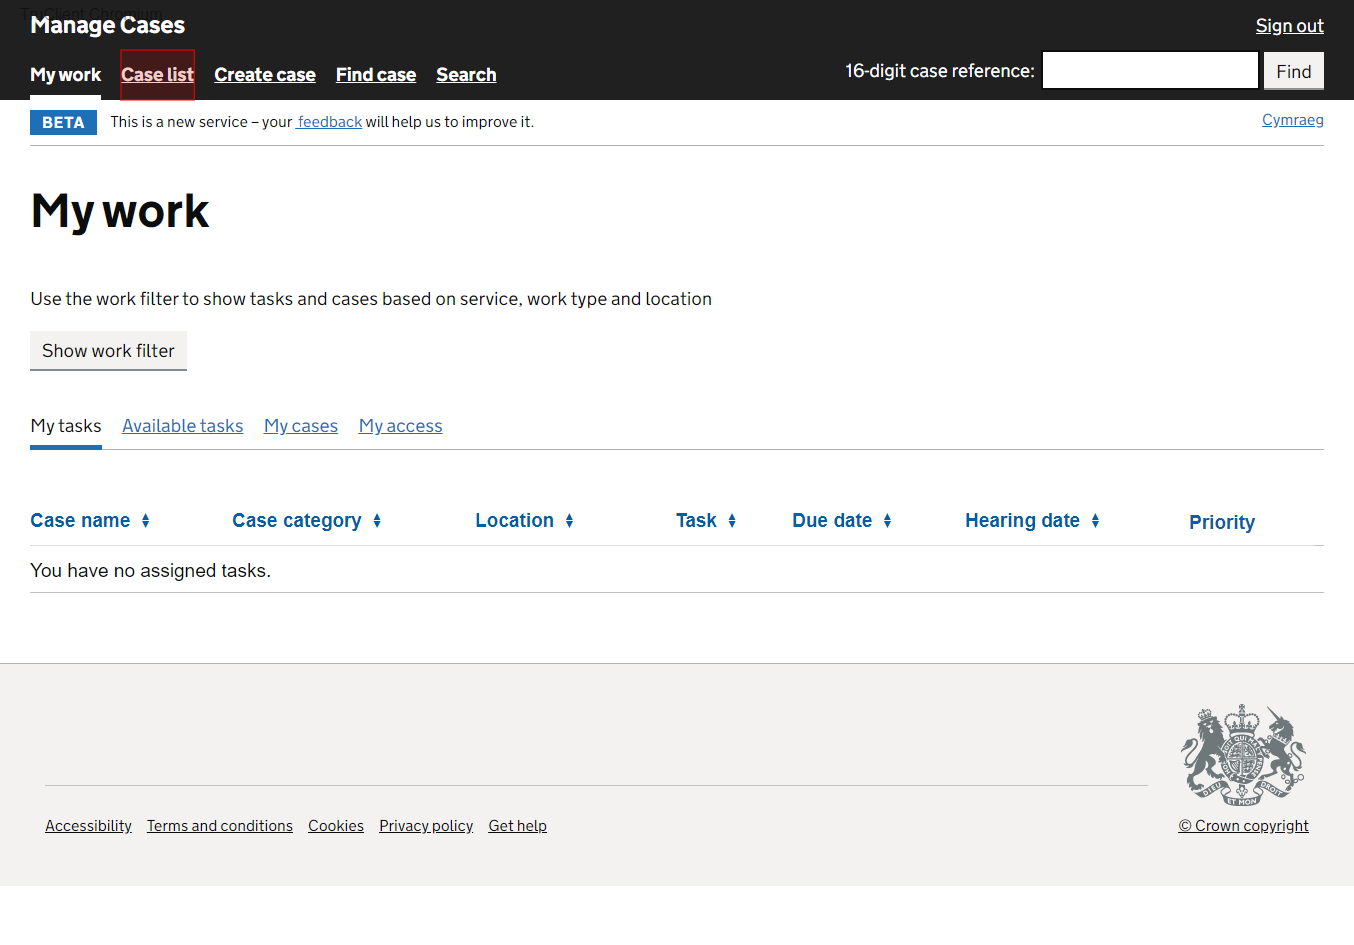 TruClient Chromium
Manage Cases
Sign out
My work Case list Create case Find case Search
16-digit case reference: Find
BETA This is a new service – your feedback will help us to improve it.
Cymraeg
My work
Use the work filter to show tasks and cases based on service, work type and location
Show work filter
My tasks Available tasks My cases My access
Case name Case category Location Task Due date Hearing date Priority
You have no assigned tasks.
DIEU ET MON DROIT
Accessibility Terms and conditions Cookies Privacy policy Get help
© Crown copyright